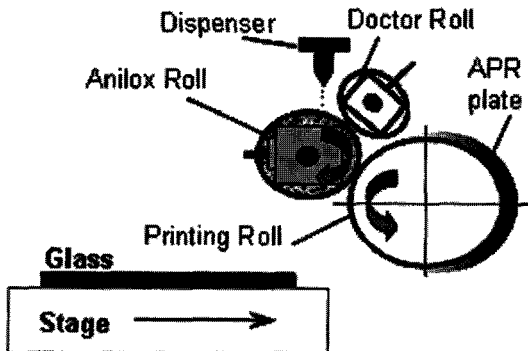 Dispenser
Doctor Roll
Anilox Roll
APR
plate
Printing Roll
Glass
Stage